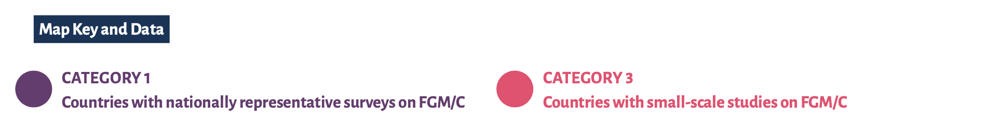 Map Key and Data
CATEGORY 1
Countries with nationally representative surveys on FGM/C
CATEGORY 3
Countries with small-scale studies on FGM/C